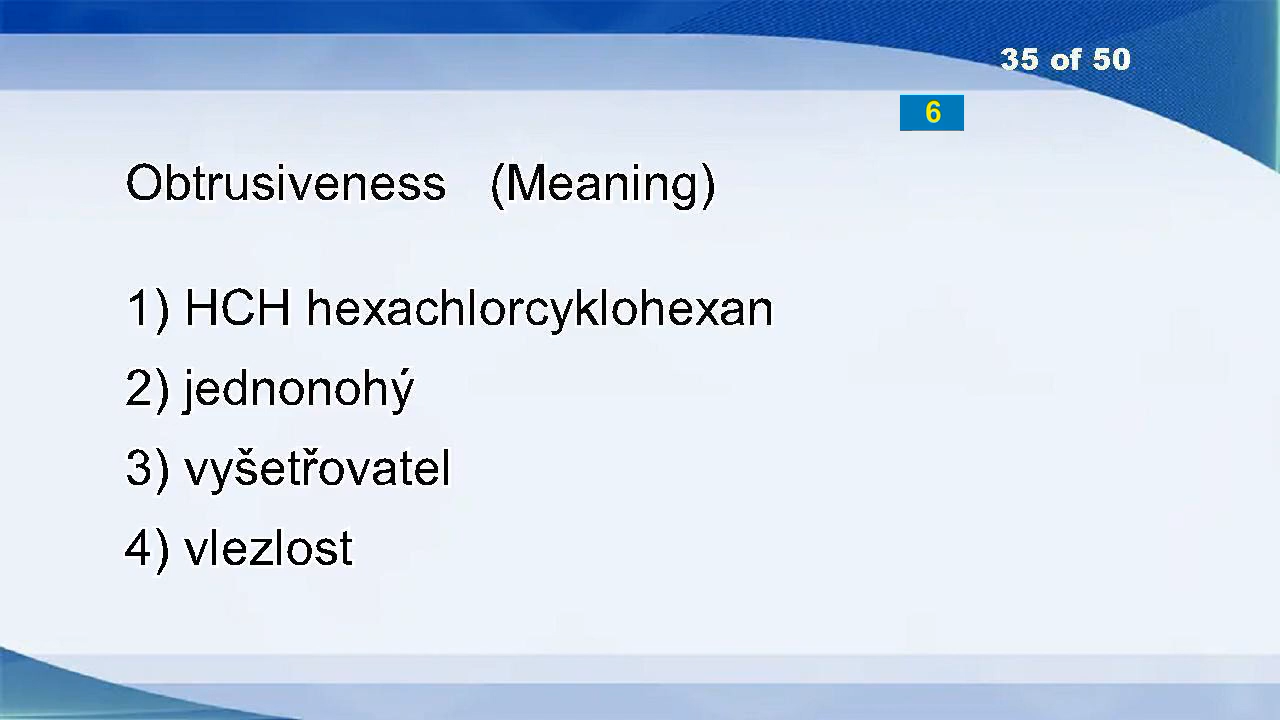 35 of 50
6
Obtrusiveness (Meaning)
1) HCH hexachlorcyklohexan
2) jednonohý
3) vyšetřovatel
4) vlezlost